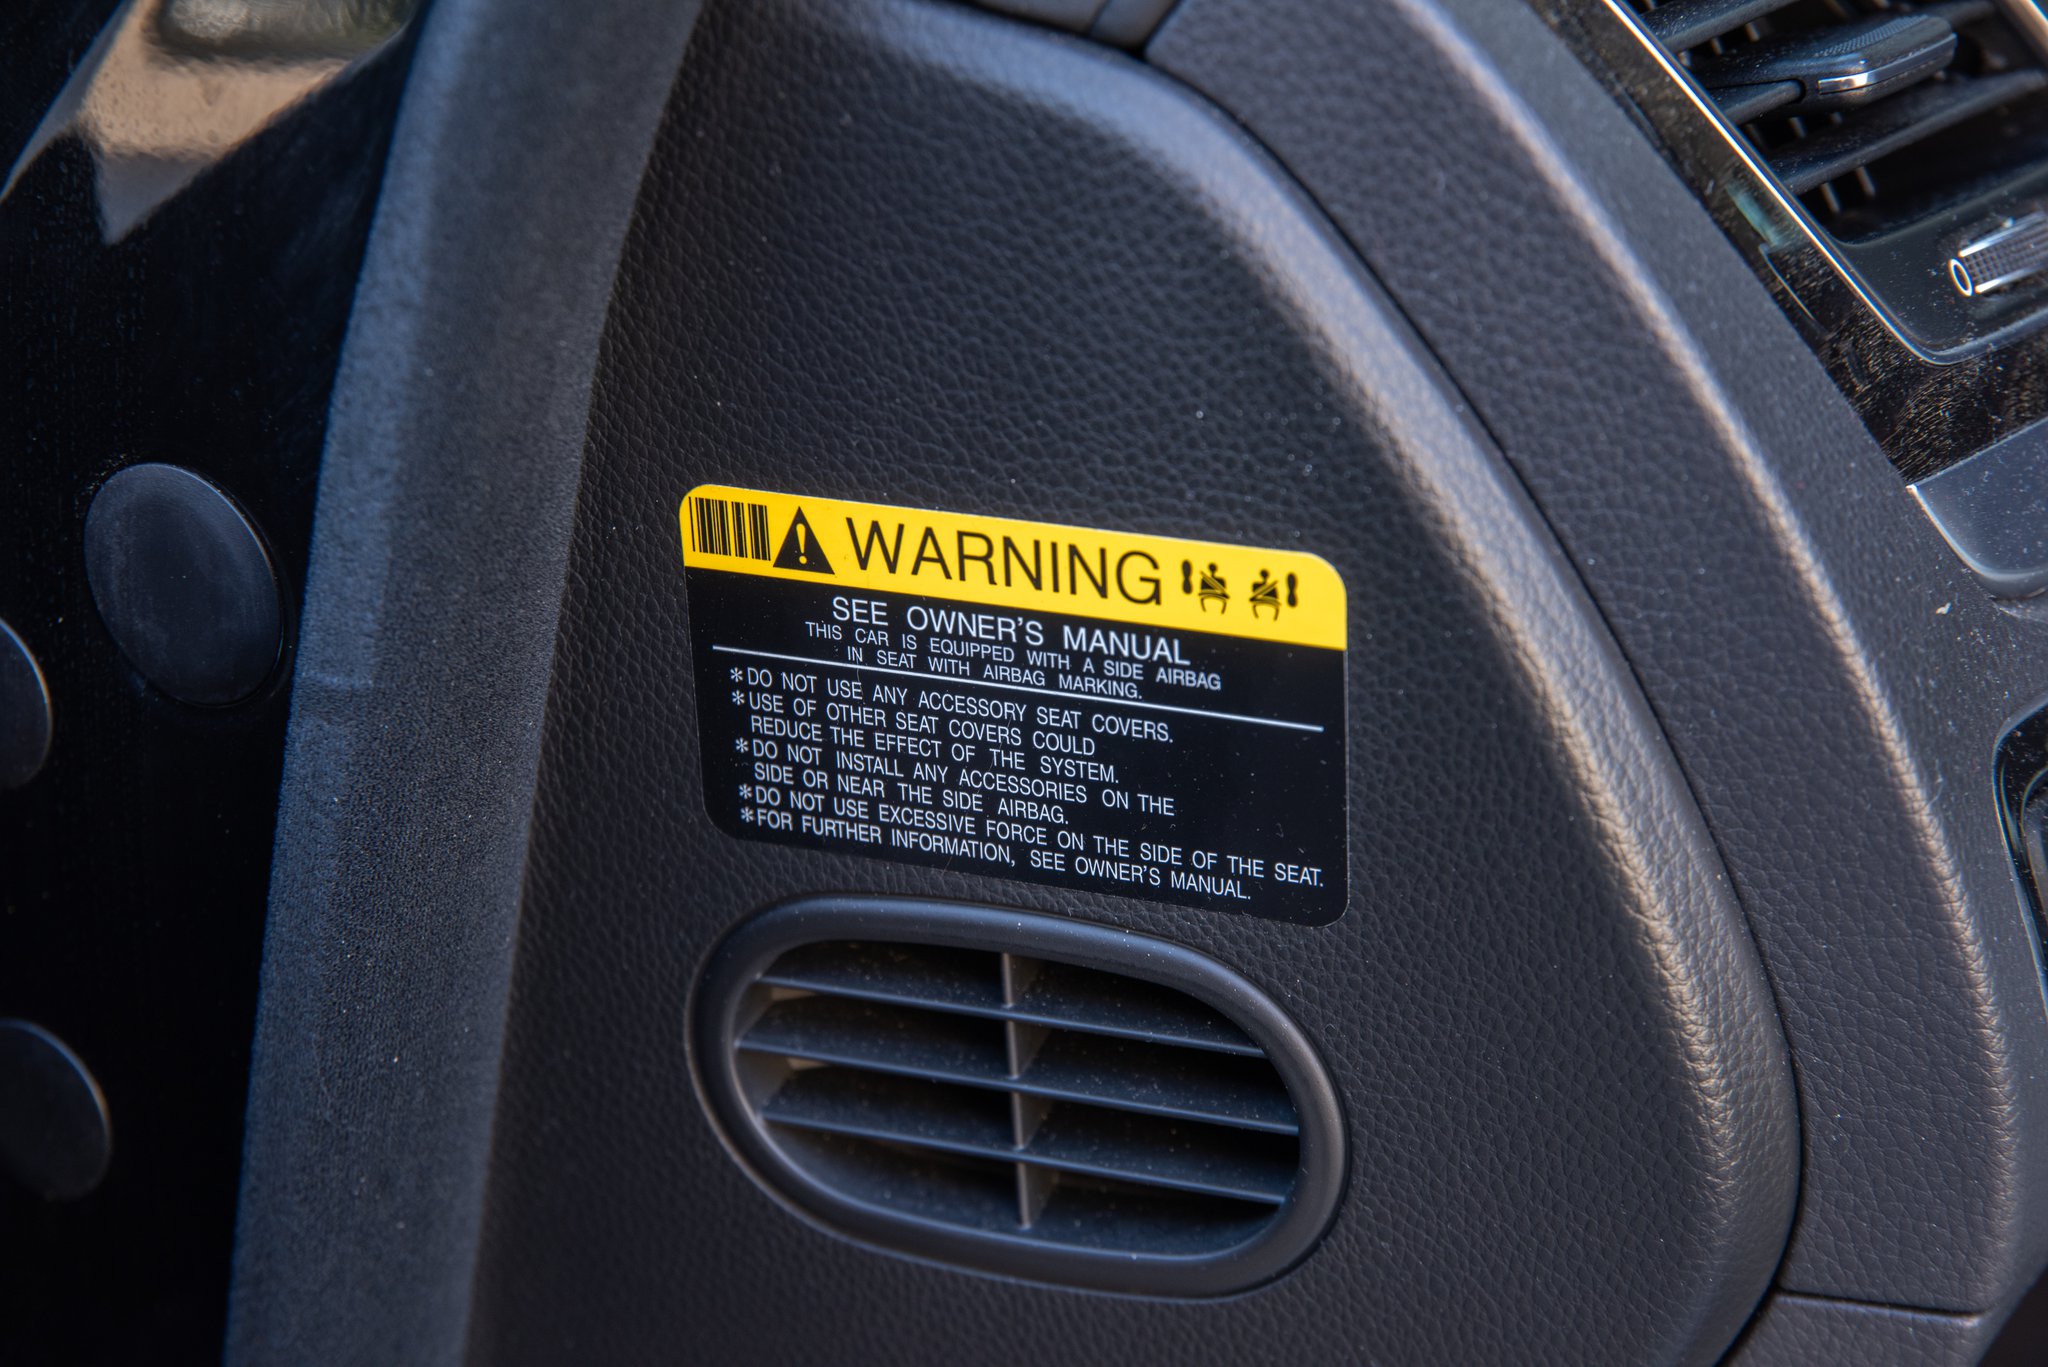 WARNING
SEE OWNER'S MANUAL
THIS CAR IS EQUIPPED WITH A SIDE AIRBAG
IN SEAT WITH AIRBAG MARKING.
*DO NOT USE ANY ACCESSORY SEAT COVERS.
*USE OF OTHER SEAT COVERS COULD
REDUCE THE EFFECT OF THE SYSTEM.
*DO NOT INSTALL ANY ACCESSORIES ON THE
SIDE OR NEAR THE SIDE AIRBAG.
*DO NOT USE EXCESSIVE FORCE ON THE SIDE OF THE SEAT.
*FOR FURTHER INFORMATION, SEE OWNER'S MANUAL.